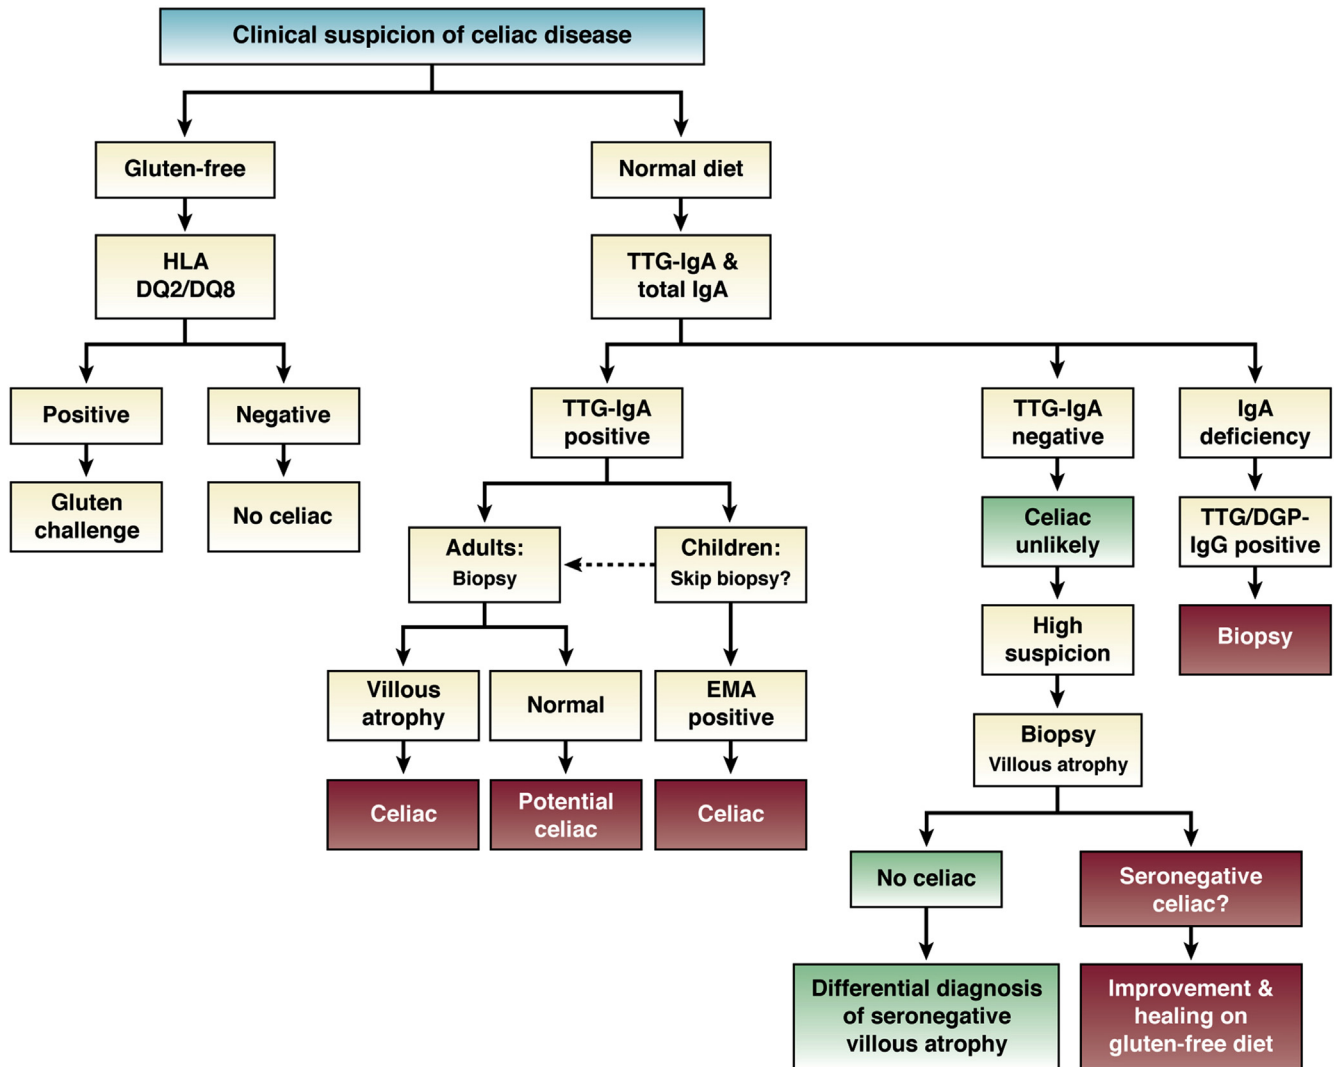 Clinical suspicion of celiac disease
Gluten-free
Normal diet
HLA
DQ2/DQ8
TTG-IgA &
total IgA
Positive
Negative
TTG-IgA
positive
TTG-IgA
negative
IgA
deficiency
Gluten
challenge
No celiac
Celiac
unlikely
TTG/DGP-
IgG positive
Adults:
Biopsy
Children:
Skip biopsy?
High
suspicion
Biopsy
Villous
atrophy
Normal
EMA
positive
Biopsy
Villous atrophy
Celiac
Potential
celiac
Celiac
No celiac
Seronegative
celiac?
Differential diagnosis
of seronegative
villous atrophy
Improvement &
healing on
gluten-free diet